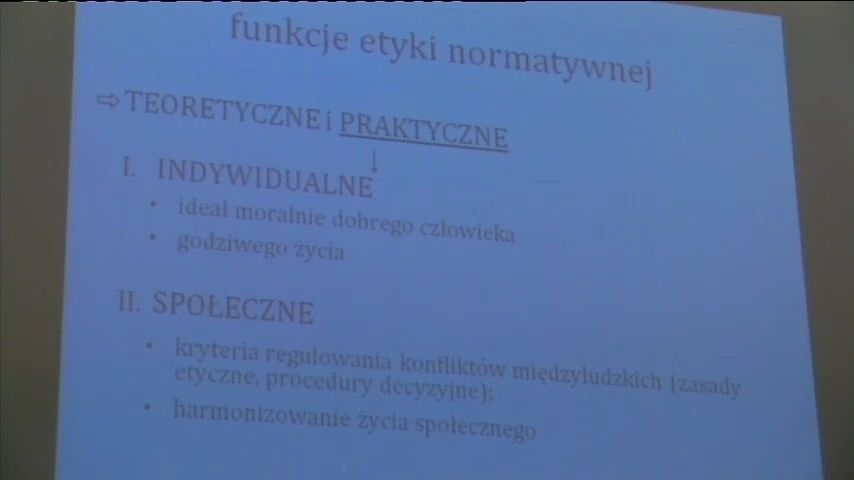 funkcje etyki normatywnej
⇨ TEORETYCZNE i PRAKTYCZNE
↓
I. INDYWIDUALNE
• ideał moralnie dobrego człowieka
• godziwego życia
II. SPOŁECZNE
• kryteria regulowania konfliktów międzyludzkich (zasady
etyczne, procedury decyzyjne);
• harmonizowanie życia społecznego